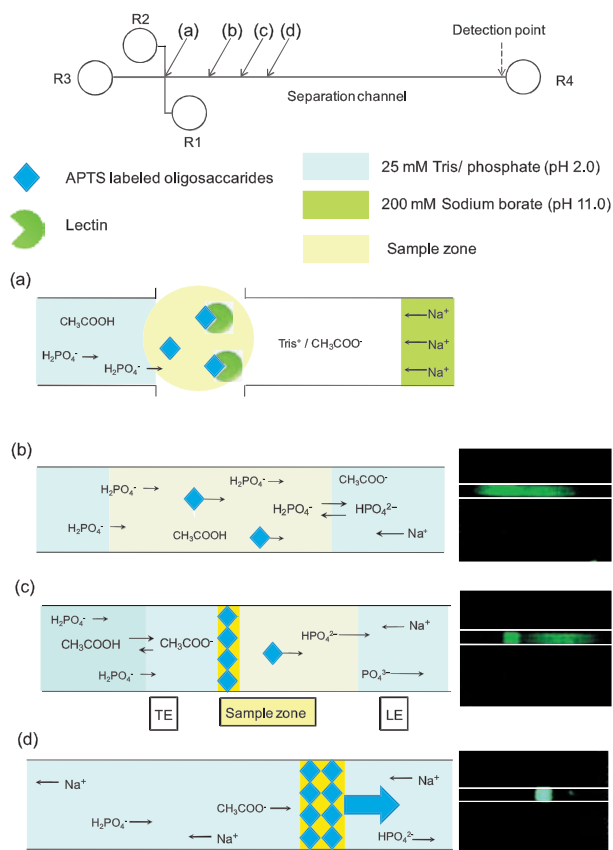 R2
(a)
(b)
(c)
(d)
Detection point
R3
R4
Separation channel
R1
APTS labeled oligosaccarides
25 mM Tris/ phosphate (pH 2.0)
Lectin
200 mM Sodium borate (pH 11.0)
Sample zone
(a)
CH₃COOH
H₂PO₄⁻
H₂PO₄⁻
Tris⁺ / CH₃COO⁻
Na⁺
Na⁺
Na⁺
(b)
H₂PO₄⁻
H₂PO₄⁻
CH₃COO⁻
H₂PO₄⁻
HPO₄²⁻
H₂PO₄⁻
CH₃COOH
Na⁺
(c)
H₂PO₄⁻
CH₃COOH
CH₃COO⁻
H₂PO₄⁻
HPO₄²⁻
Na⁺
PO₄³⁻
TE
Sample zone
LE
(d)
Na⁺
Na⁺
CH₃COO⁻
H₂PO₄⁻
Na⁺
HPO₄²⁻